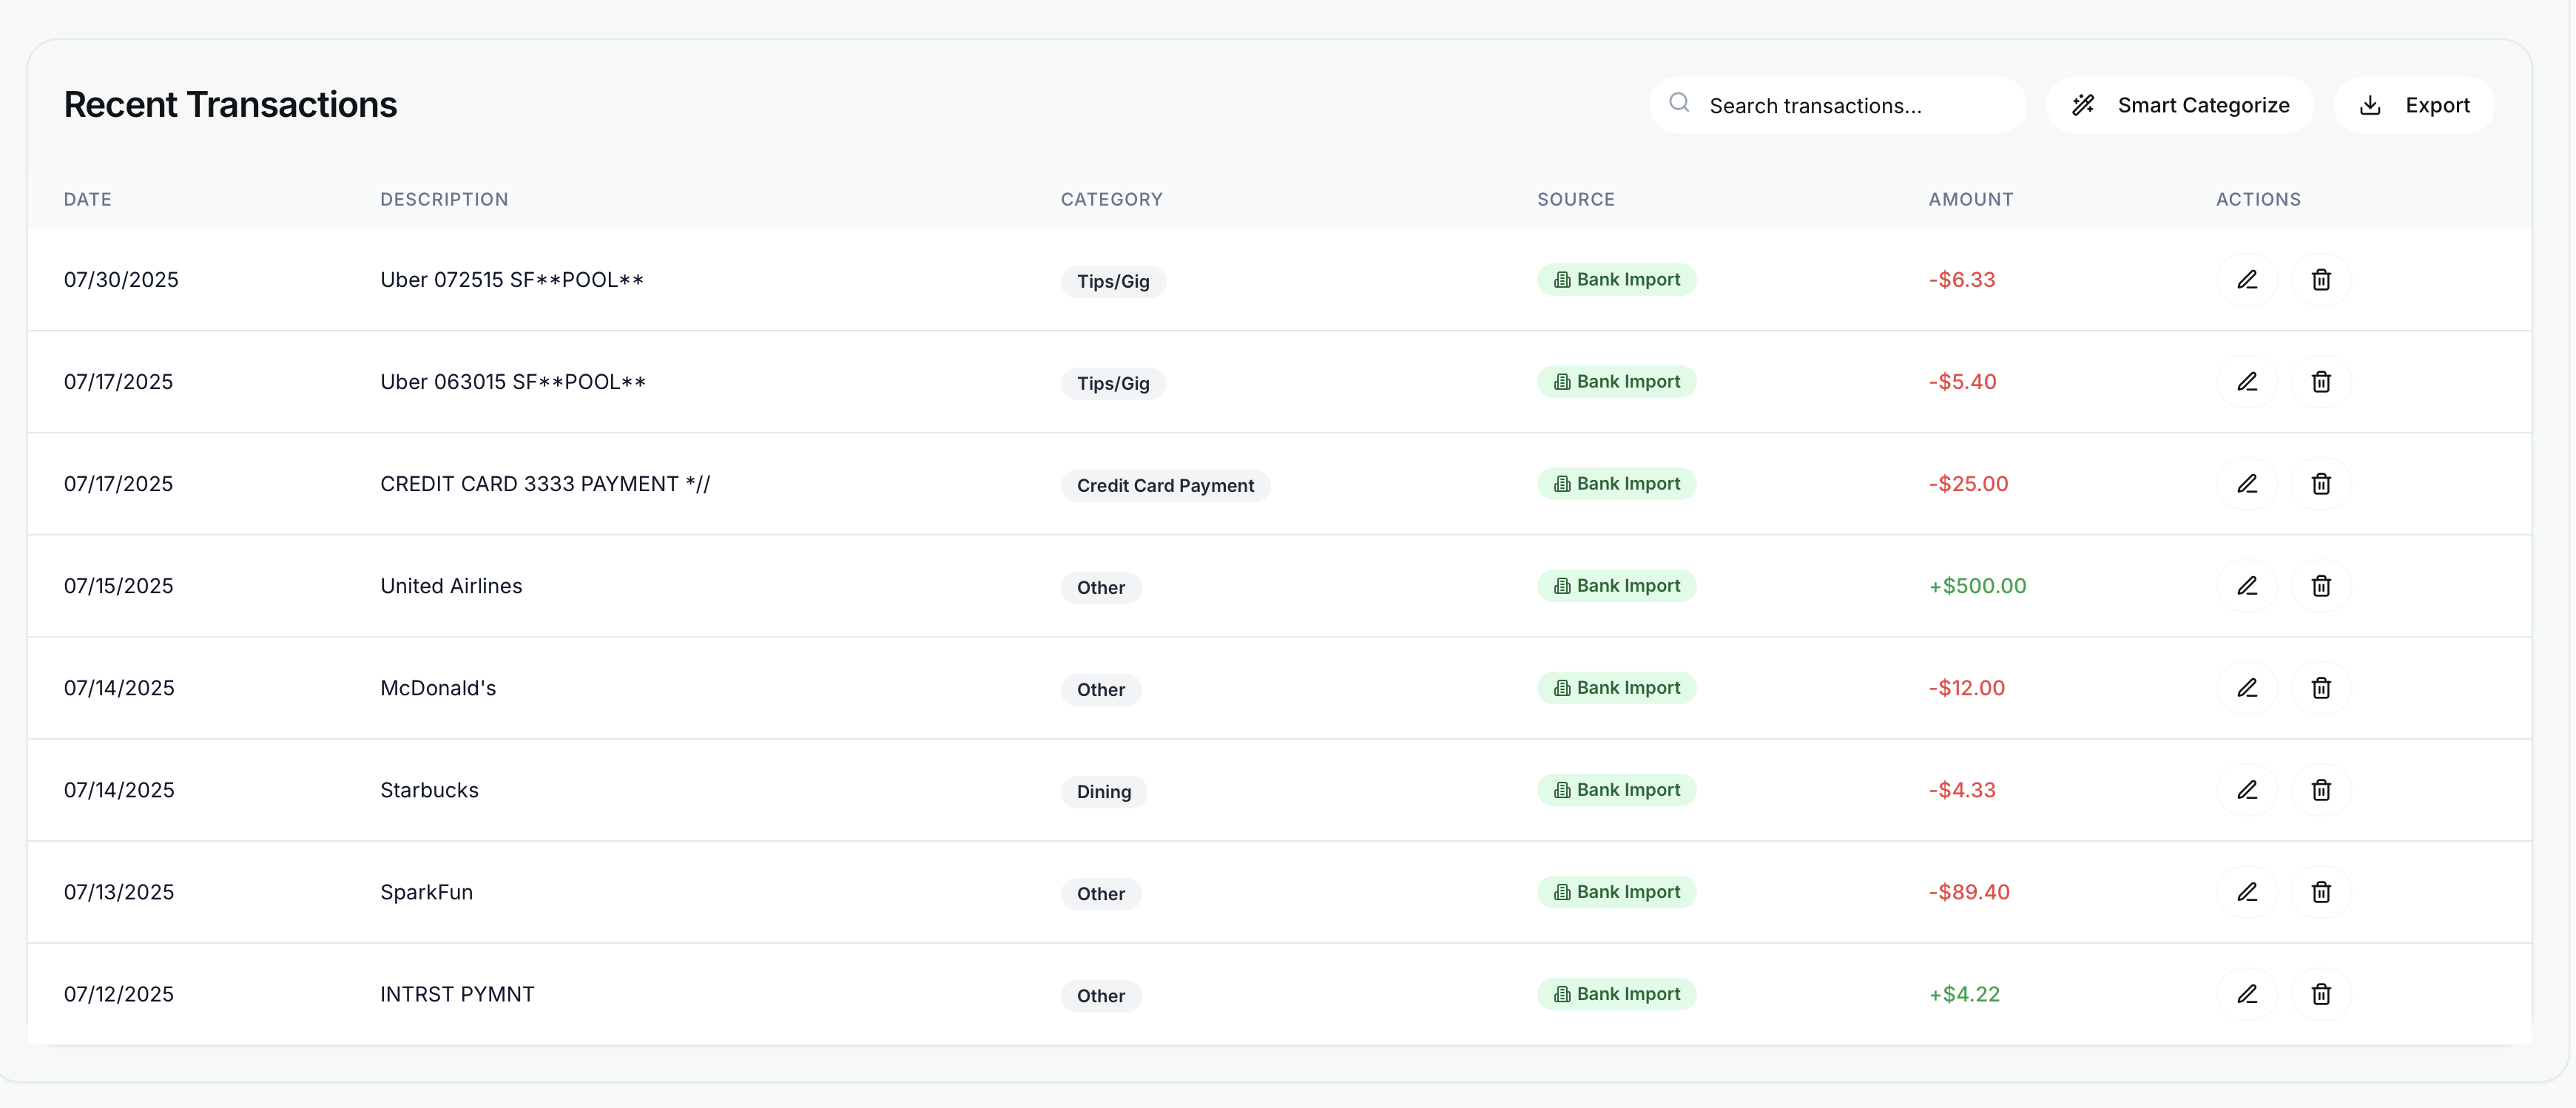 Recent Transactions
Search transactions...
Smart Categorize
Export
DATE DESCRIPTION CATEGORY SOURCE AMOUNT ACTIONS
07/30/2025 Uber 072515 SF**POOL** Tips/Gig Bank Import -$6.33
07/17/2025 Uber 063015 SF**POOL** Tips/Gig Bank Import -$5.40
07/17/2025 CREDIT CARD 3333 PAYMENT *// Credit Card Payment Bank Import -$25.00
07/15/2025 United Airlines Other Bank Import +$500.00
07/14/2025 McDonald's Other Bank Import -$12.00
07/14/2025 Starbucks Dining Bank Import -$4.33
07/13/2025 SparkFun Other Bank Import -$89.40
07/12/2025 INTRST PYMNT Other Bank Import +$4.22